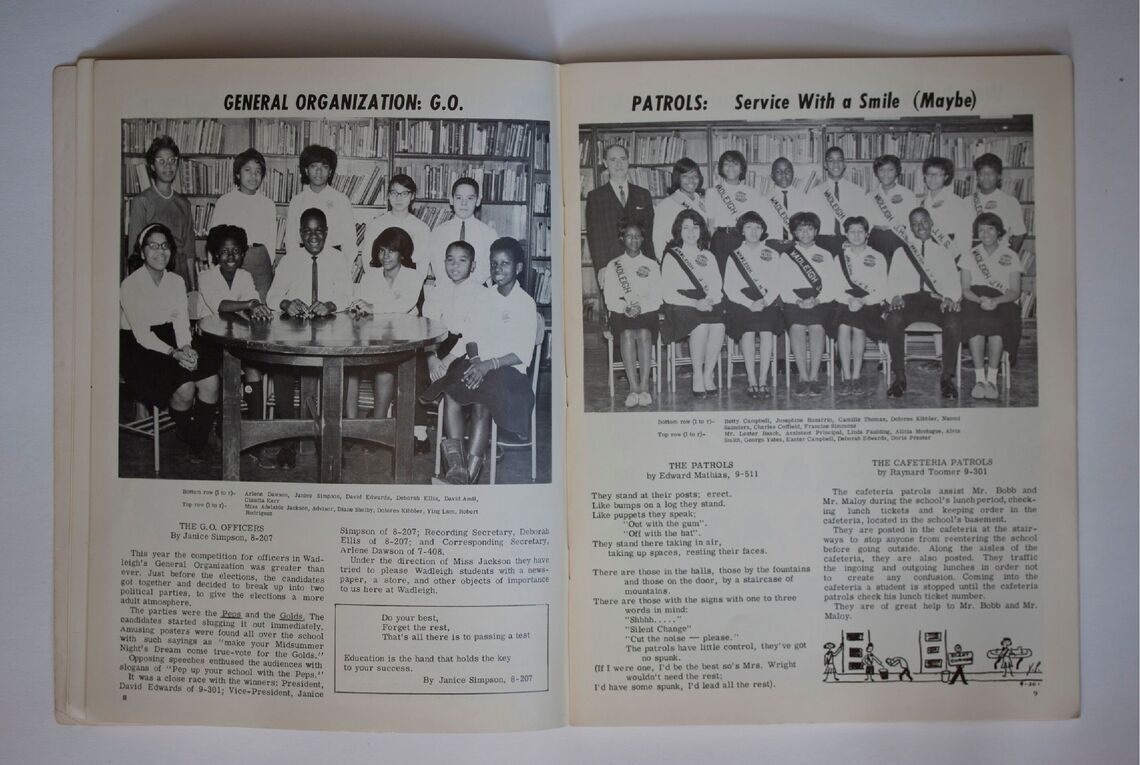 GENERAL ORGANIZATION: G.O.
Bottom row (l to r)- Arlene Dawson, Janice Simpson, David Edwards, Deborah Ellis, David Audi,
Claudia Kerr
Top row (l to r)- Miss Adelaide Jackson, Advisor, Diane Shelby, Dolores Kibbler, Ying Lam, Robert
Rodriguez
THE G.O. OFFICERS
By Janice Simpson, 8-207
This year the competition for officers in Wad-
leigh's General Organization was greater than
ever. Just before the elections, the candidates
got together and decided to break up into two
political parties, to give the elections a more
adult atmosphere.
The parties were the Peps and the Golds. The
candidates started slugging it out immediately.
Amusing posters were found all over the school
with such sayings as "make your Midsummer
Night's Dream come true-vote for the Golds."
Opposing speeches enthused the audiences with
slogans of "Pep up your school with the Peps."
It was a close race with the winners: President,
David Edwards of 9-301; Vice-President, Janice
8
Simpson of 8-207; Recording Secretary, Deborah
Ellis of 8-207; and Corresponding Secretary,
Arlene Dawson of 7-408.
Under the direction of Miss Jackson they have
tried to please Wadleigh students with a news-
paper, a store, and other objects of importance
to us here at Wadleigh.
Do your best,
Forget the rest,
That's all there is to passing a test
Education is the hand that holds the key
to your success.
By Janice Simpson, 8-207
PATROLS: Service With a Smile (Maybe)
WADLEIGH
WADLEIGH
WADLEIGH
WADLEIGH
J.H.S.
WADLEIGH
WADLEIGH
WADLEIGH
WADLEIGH
Bottom row (l to r)- Betty Campbell, Josephine Rosario, Camille Thomas, Dolores Kibbler, Naomi
Saunders, Charles Coffield, Francine Simmons
Top row (l to r)- Mr. Lester Basch, Assistant Principal, Linda Paulding, Alicia Montague, Alvin
Smith, George Yates, Easter Campbell, Deborah Edwards, Doris Prester
THE PATROLS
by Edward Mathias, 9-511
They stand at their posts; erect.
Like bumps on a log they stand.
Like puppets they speak;
"Out with the gum".
"Off with the hat".
They stand there taking in air,
taking up spaces, resting their faces.
There are those in the halls, those by the fountains
and those on the door, by a staircase of
mountains.
There are those with the signs with one to three
words in mind:
"Shhhh....."
"Silent Change"
"Cut the noise — please."
The patrols have little control, they've got
no spunk.
(If I were one, I'd be the best so's Mrs. Wright
wouldn't need the rest;
I'd have some spunk, I'd lead all the rest).
THE CAFETERIA PATROLS
by Raynard Toomer 9-301
The cafeteria patrols assist Mr. Bobb and
Mr. Maloy during the school's lunch period, check-
ing lunch tickets and keeping order in the
cafeteria, located in the school's basement.
They are posted in the cafeteria at the stair-
ways to stop anyone from reentering the school
before going outside. Along the aisles of the
cafeteria, they are also posted. They traffic
the ingoing and outgoing lunches in order not
to create any confusion. Coming into the
cafeteria a student is stopped until the cafeteria
patrols check his lunch ticket number.
They are of great help to Mr. Bobb and Mr.
Maloy.
9-301
9